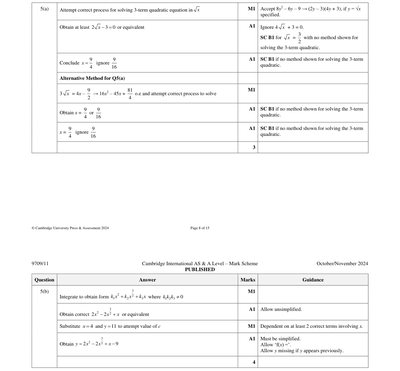 5(a) Attempt correct process for solving 3-term quadratic equation in √x M1 Accept 8y² − 6y − 9 → (2y − 3)(4y + 3), if y = √x specified.
Obtain at least 2√x − 3 = 0 or equivalent A1 Ignore 4√x + 3 = 0.
SC B1 for √x = 3/2 with no method shown for solving the 3-term quadratic.
Conclude x = 9/4 ignore 9/16 A1 SC B1 if no method shown for solving the 3-term quadratic.
Alternative Method for Q5(a)
3√x = 4x − 9/2 → 16x² − 45x + 81/4 o.e and attempt correct process to solve M1
Obtain x = 9/4 or 9/16 A1 SC B1 if no method shown for solving the 3-term quadratic.
x = 9/4 ignore 9/16 A1 SC B1 if no method shown for solving the 3-term quadratic.
3
© Cambridge University Press & Assessment 2024 Page 8 of 15
9709/11 Cambridge International AS & A Level – Mark Scheme October/November 2024
PUBLISHED
Question Answer Marks Guidance
5(b) Integrate to obtain form k₁x² + k₂x^(3/2) + k₃x where k₁k₂k₃ ≠ 0 M1
Obtain correct 2x² − 2x^(3/2) + x or equivalent A1 Allow unsimplified.
Substitute x = 4 and y = 11 to attempt value of c M1 Dependent on at least 2 correct terms involving x.
Obtain y = 2x² − 2x^(3/2) + x − 9 A1 Must be simplified.
Allow ‘f(x) =’.
Allow y missing if y appears previously.
4